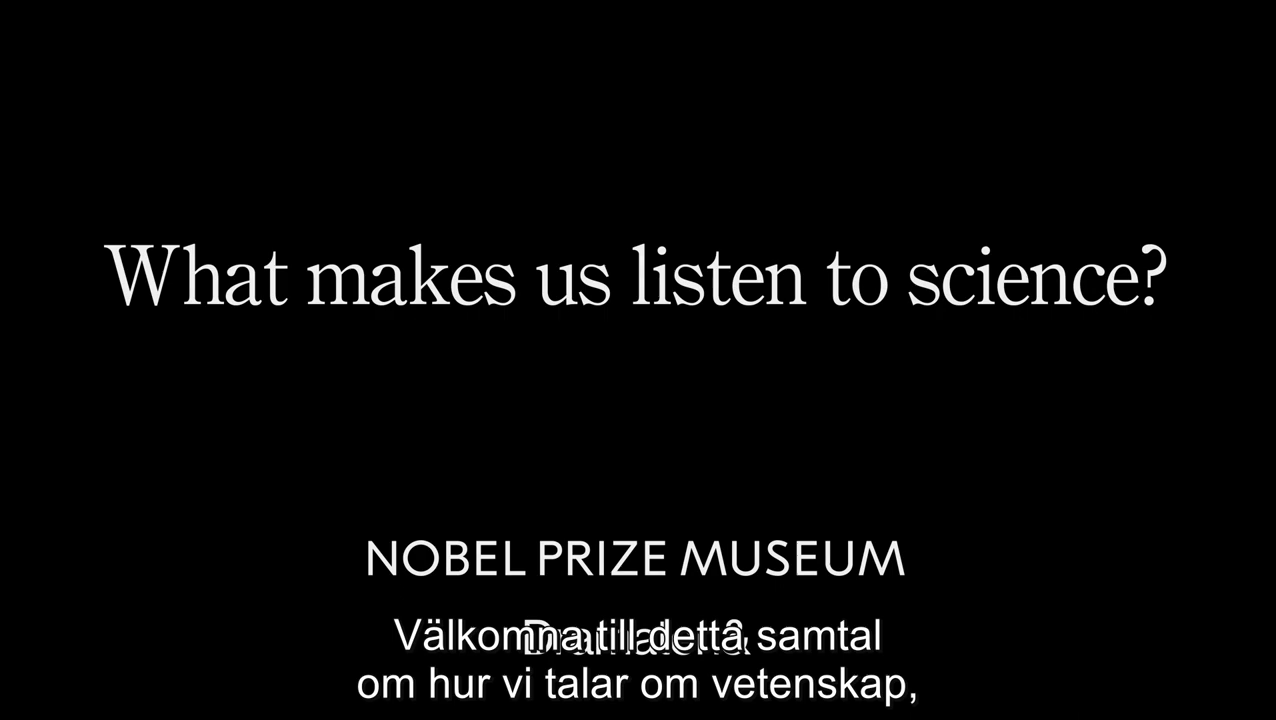 What makes us listen to science?
NOBEL PRIZE MUSEUM
Välkomna till detta samtal
om hur vi talar om vetenskap,